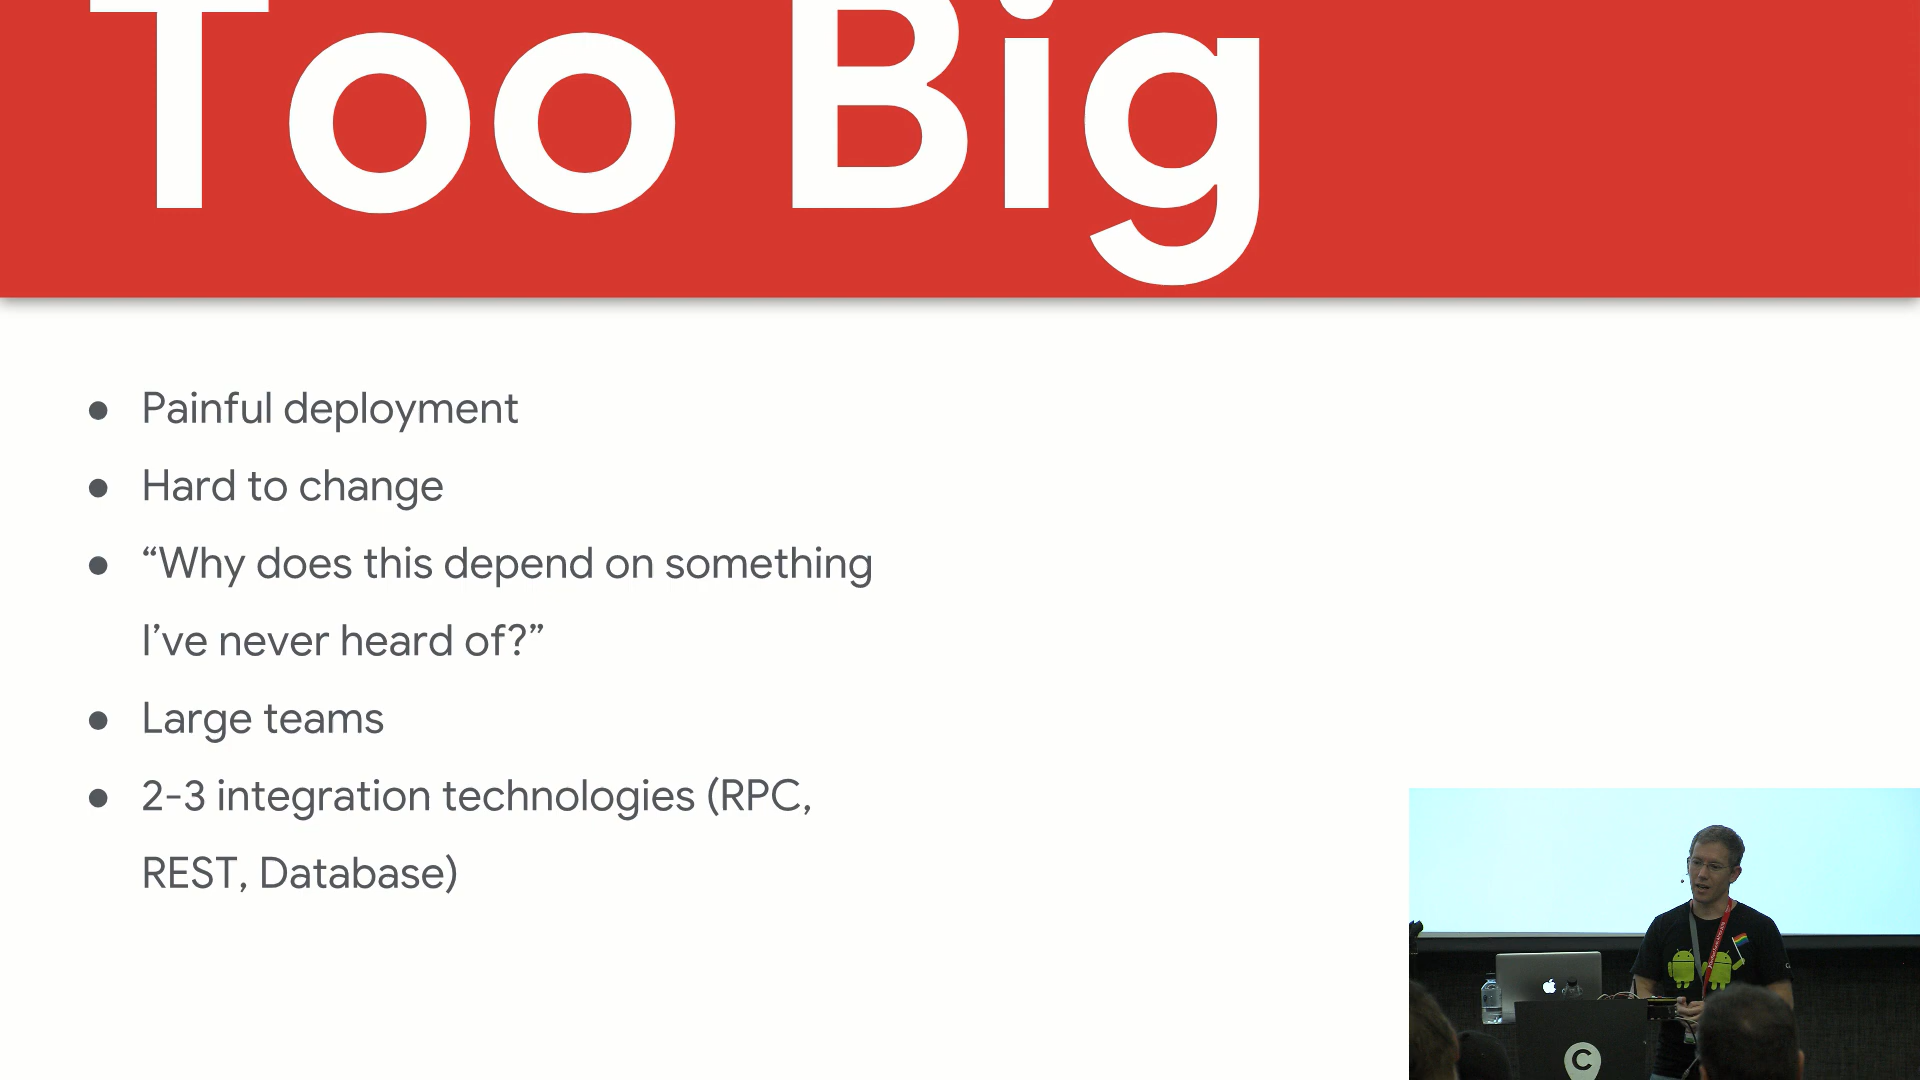 Too Big
● Painful deployment
● Hard to change
● “Why does this depend on something
I’ve never heard of?”
● Large teams
● 2-3 integration technologies (RPC,
REST, Database)
C